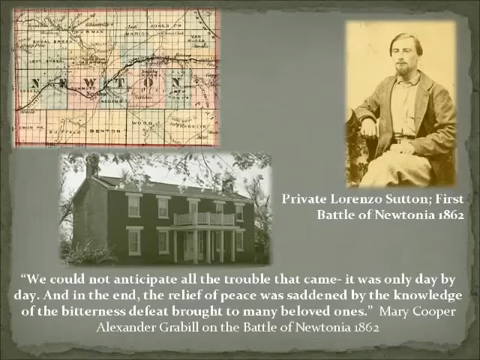 NEWTON
BENTON
Private Lorenzo Sutton; First
Battle of Newtonia 1862
“We could not anticipate all the trouble that came- it was only day by
day. And in the end, the relief of peace was saddened by the knowledge
of the bitterness defeat brought to many beloved ones.” Mary Cooper
Alexander Grabill on the Battle of Newtonia 1862